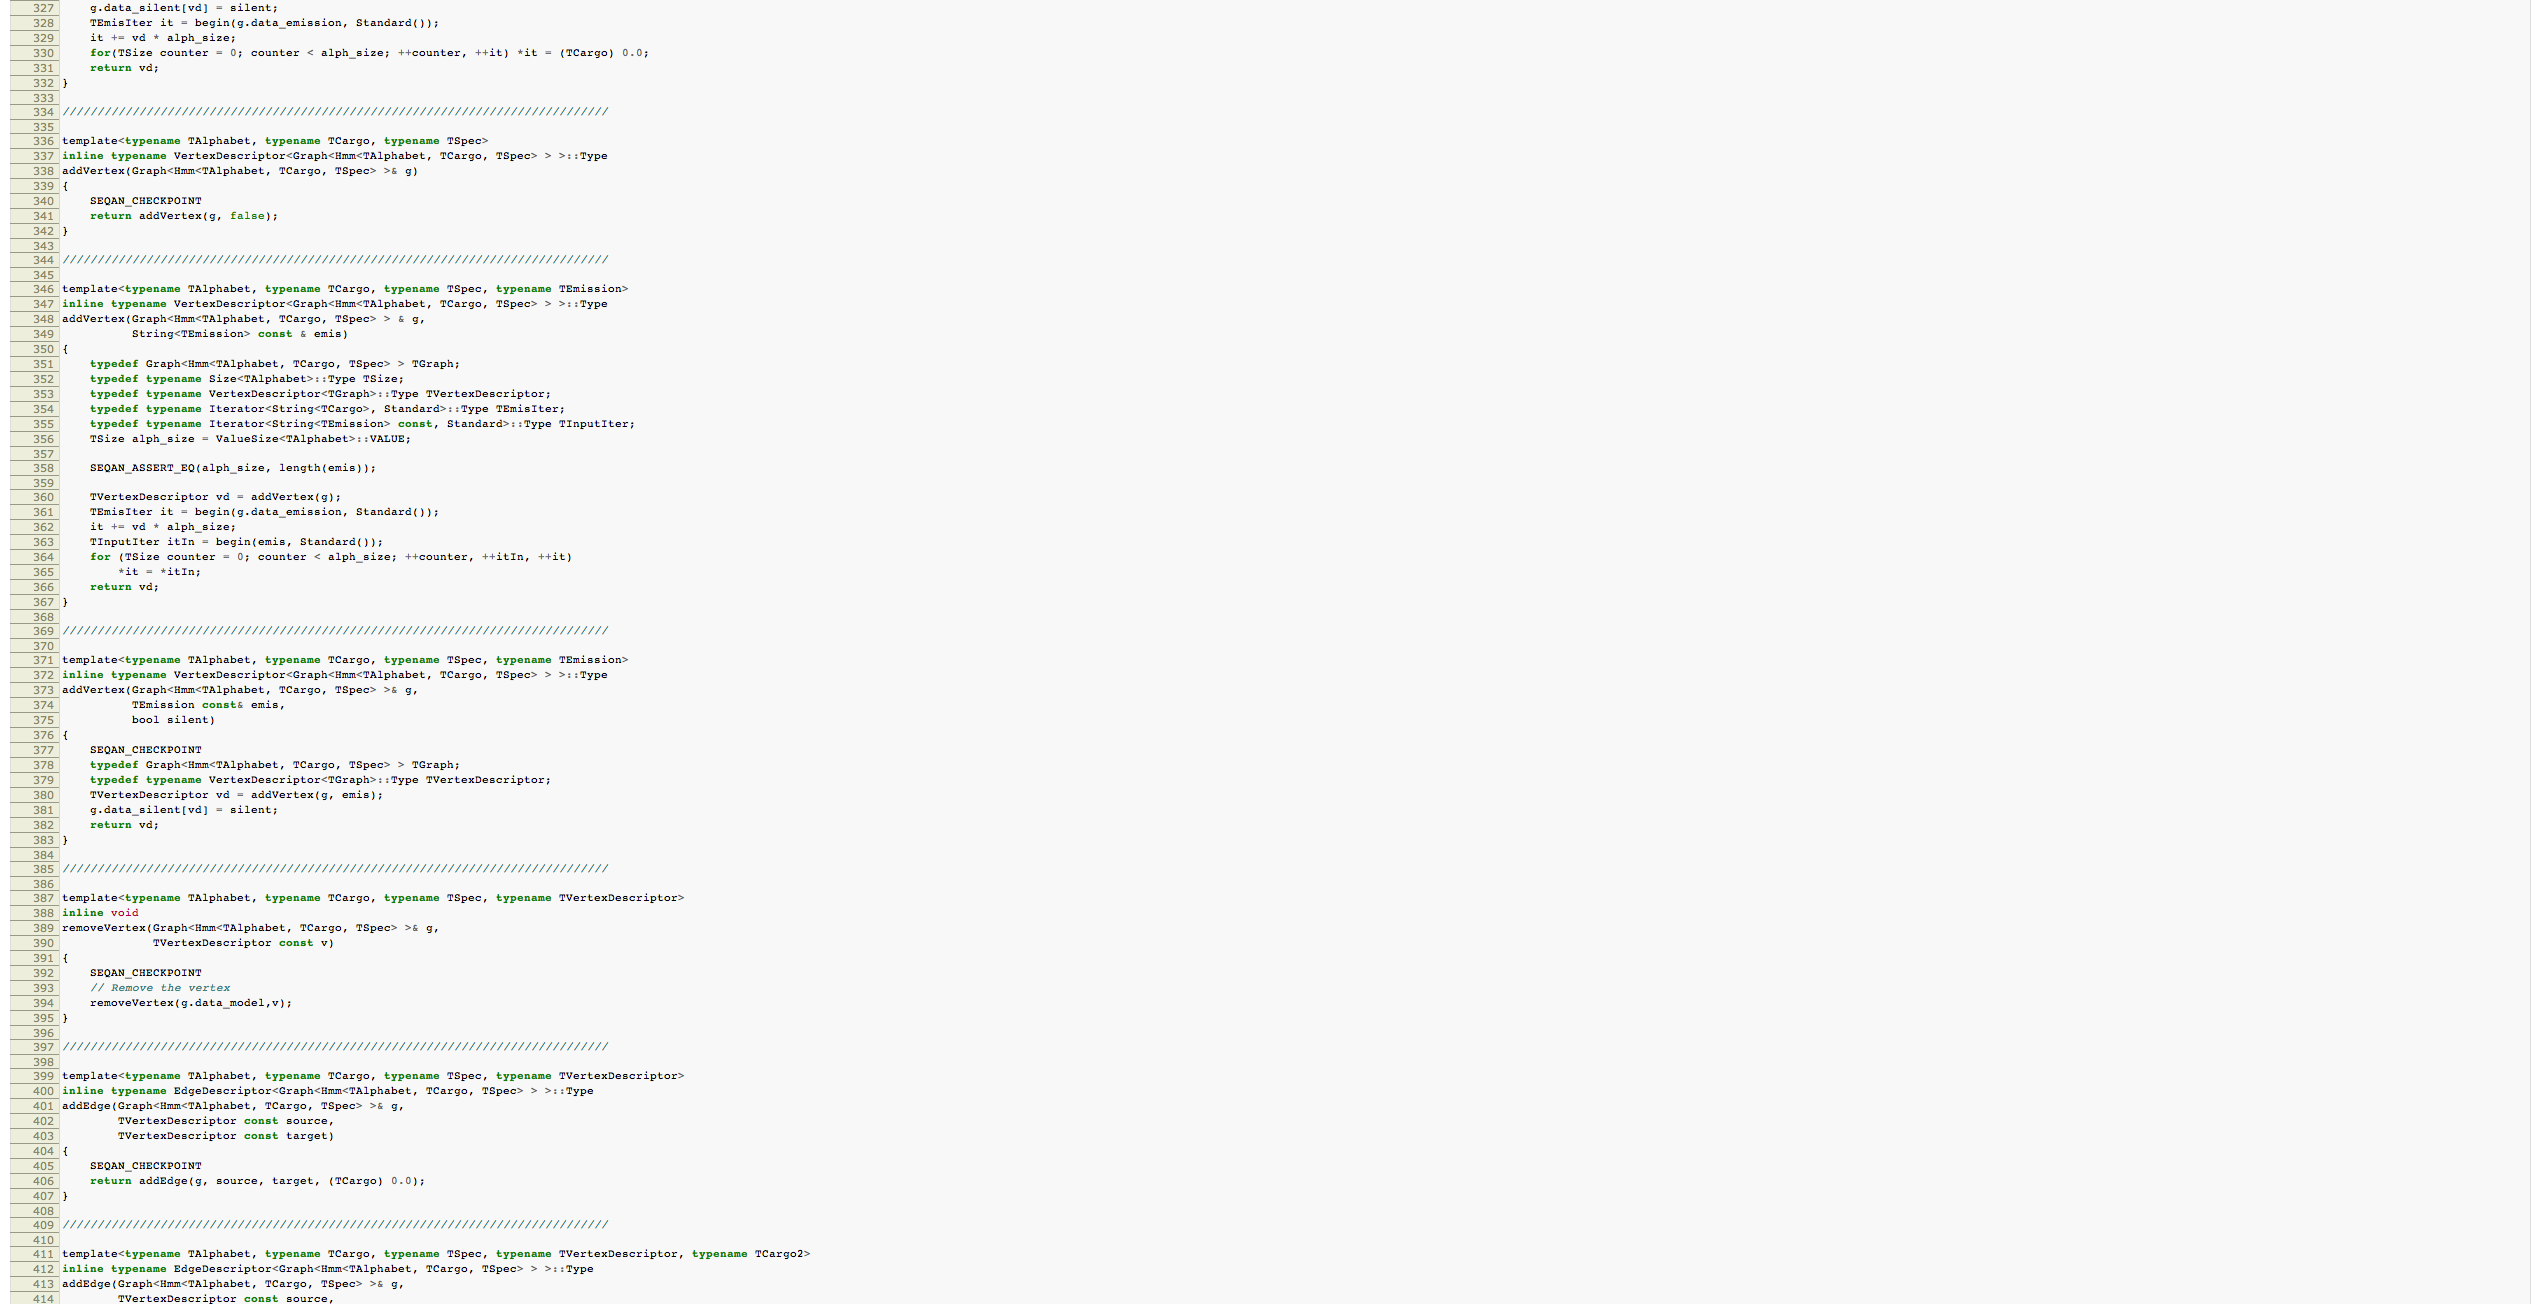 327 g.data_silent[vd] = silent;
328 TEmisIter it = begin(g.data_emission, Standard());
329 it += vd * alph_size;
330 for(TSize counter = 0; counter < alph_size; ++counter, ++it) *it = (TCargo) 0.0;
331 return vd;
332 }
333
334 //////////////////////////////////////////////////////////////////////////////
335
336 template<typename TAlphabet, typename TCargo, typename TSpec>
337 inline typename VertexDescriptor<Graph<Hmm<TAlphabet, TCargo, TSpec> > >::Type
338 addVertex(Graph<Hmm<TAlphabet, TCargo, TSpec> >& g)
339 {
340 SEQAN_CHECKPOINT
341 return addVertex(g, false);
342 }
343
344 //////////////////////////////////////////////////////////////////////////////
345
346 template<typename TAlphabet, typename TCargo, typename TSpec, typename TEmission>
347 inline typename VertexDescriptor<Graph<Hmm<TAlphabet, TCargo, TSpec> > >::Type
348 addVertex(Graph<Hmm<TAlphabet, TCargo, TSpec> > & g,
349 String<TEmission> const & emis)
350 {
351 typedef Graph<Hmm<TAlphabet, TCargo, TSpec> > TGraph;
352 typedef typename Size<TAlphabet>::Type TSize;
353 typedef typename VertexDescriptor<TGraph>::Type TVertexDescriptor;
354 typedef typename Iterator<String<TCargo>, Standard>::Type TEmisIter;
355 typedef typename Iterator<String<TEmission> const, Standard>::Type TInputIter;
356 TSize alph_size = ValueSize<TAlphabet>::VALUE;
357
358 SEQAN_ASSERT_EQ(alph_size, length(emis));
359
360 TVertexDescriptor vd = addVertex(g);
361 TEmisIter it = begin(g.data_emission, Standard());
362 it += vd * alph_size;
363 TInputIter itIn = begin(emis, Standard());
364 for (TSize counter = 0; counter < alph_size; ++counter, ++itIn, ++it)
365 *it = *itIn;
366 return vd;
367 }
368
369 //////////////////////////////////////////////////////////////////////////////
370
371 template<typename TAlphabet, typename TCargo, typename TSpec, typename TEmission>
372 inline typename VertexDescriptor<Graph<Hmm<TAlphabet, TCargo, TSpec> > >::Type
373 addVertex(Graph<Hmm<TAlphabet, TCargo, TSpec> >& g,
374 TEmission const& emis,
375 bool silent)
376 {
377 SEQAN_CHECKPOINT
378 typedef Graph<Hmm<TAlphabet, TCargo, TSpec> > TGraph;
379 typedef typename VertexDescriptor<TGraph>::Type TVertexDescriptor;
380 TVertexDescriptor vd = addVertex(g, emis);
381 g.data_silent[vd] = silent;
382 return vd;
383 }
384
385 //////////////////////////////////////////////////////////////////////////////
386
387 template<typename TAlphabet, typename TCargo, typename TSpec, typename TVertexDescriptor>
388 inline void
389 removeVertex(Graph<Hmm<TAlphabet, TCargo, TSpec> >& g,
390 TVertexDescriptor const v)
391 {
392 SEQAN_CHECKPOINT
393 // Remove the vertex
394 removeVertex(g.data_model,v);
395 }
396
397 //////////////////////////////////////////////////////////////////////////////
398
399 template<typename TAlphabet, typename TCargo, typename TSpec, typename TVertexDescriptor>
400 inline typename EdgeDescriptor<Graph<Hmm<TAlphabet, TCargo, TSpec> > >::Type
401 addEdge(Graph<Hmm<TAlphabet, TCargo, TSpec> >& g,
402 TVertexDescriptor const source,
403 TVertexDescriptor const target)
404 {
405 SEQAN_CHECKPOINT
406 return addEdge(g, source, target, (TCargo) 0.0);
407 }
408
409 //////////////////////////////////////////////////////////////////////////////
410
411 template<typename TAlphabet, typename TCargo, typename TSpec, typename TVertexDescriptor, typename TCargo2>
412 inline typename EdgeDescriptor<Graph<Hmm<TAlphabet, TCargo, TSpec> > >::Type
413 addEdge(Graph<Hmm<TAlphabet, TCargo, TSpec> >& g,
414 TVertexDescriptor const source,